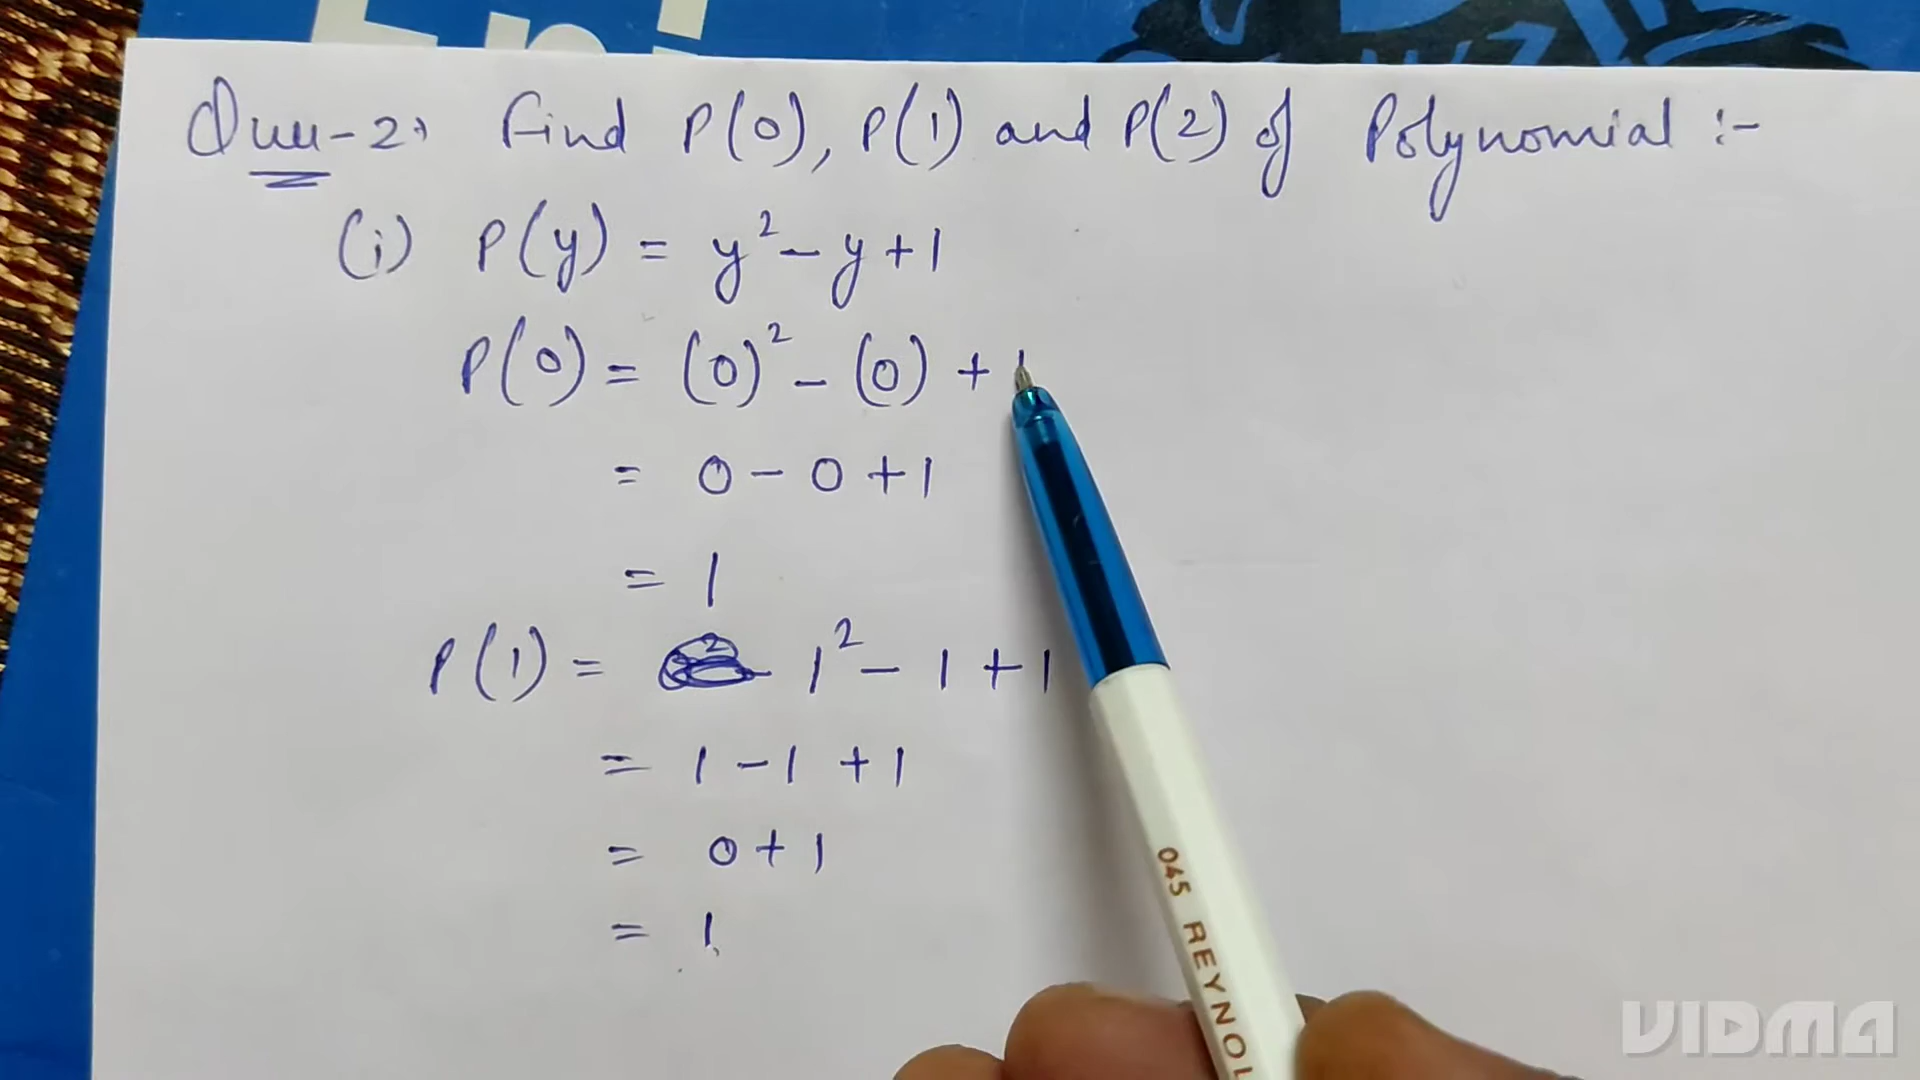 Ques-2. Find P(0), P(1) and P(2) of Polynomial :-
(i) P(y) = y² - y + 1
P(0) = (0)² - (0) + 1
= 0 - 0 + 1
= 1
P(1) = 1² - 1 + 1
= 1 - 1 + 1
= 0 + 1
= 1
045 REYNOL
VIDMA